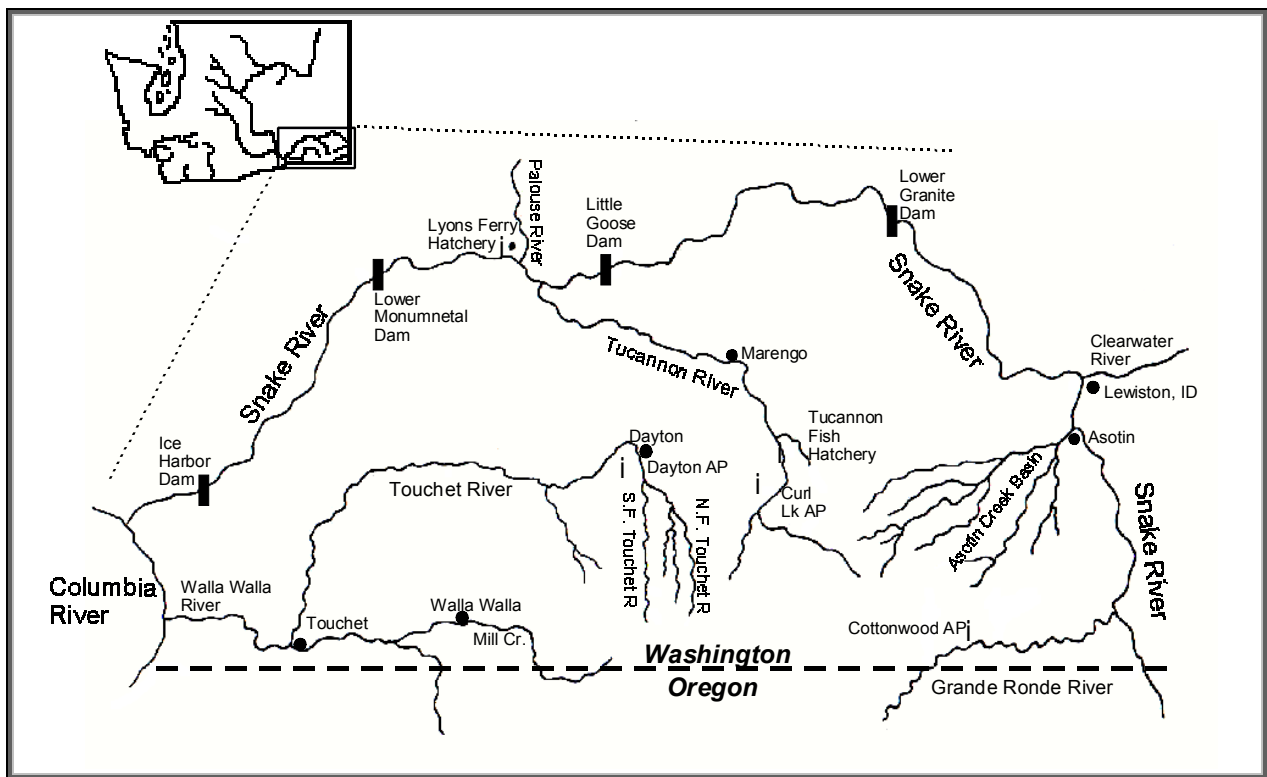 Palouse River
Lyons Ferry
Hatchery
i
Little
Goose
Dam
Lower
Granite
Dam
Lower
Monumnetal
Dam
Snake River
Snake River
Tucannon River
Marengo
Clearwater
River
Lewiston, ID
Asotin
Ice
Harbor
Dam
Dayton
Dayton AP
i
Tucannon
Fish
Hatchery
i
i
Curl
Lk AP
Touchet River
S.F. Touchet R
N.F. Touchet R
Asotin Creek Basin
Snake River
Columbia
River
Walla Walla
River
Touchet
Walla Walla
Mill Cr.
Cottonwood AP
i
Washington
Oregon
Grande Ronde River